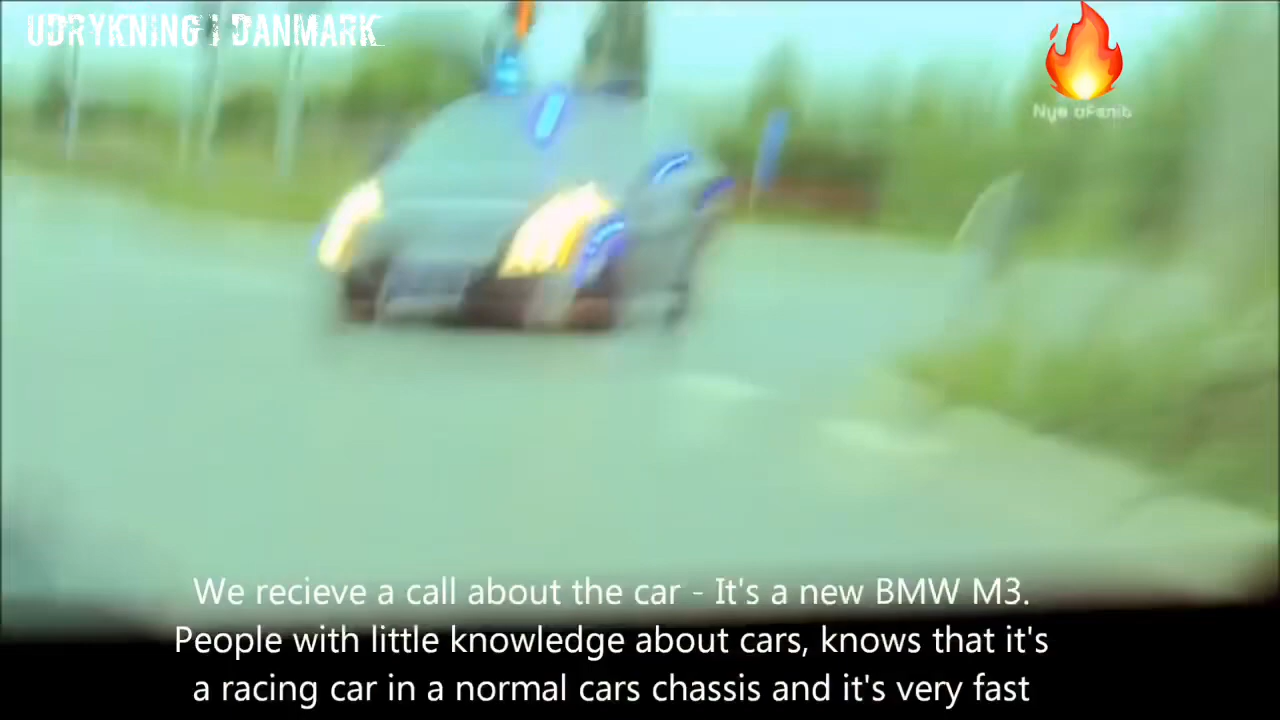 UDRYKNING I DANMARK
We recieve a call about the car - It's a new BMW M3.
People with little knowledge about cars, knows that it's
a racing car in a normal cars chassis and it's very fast